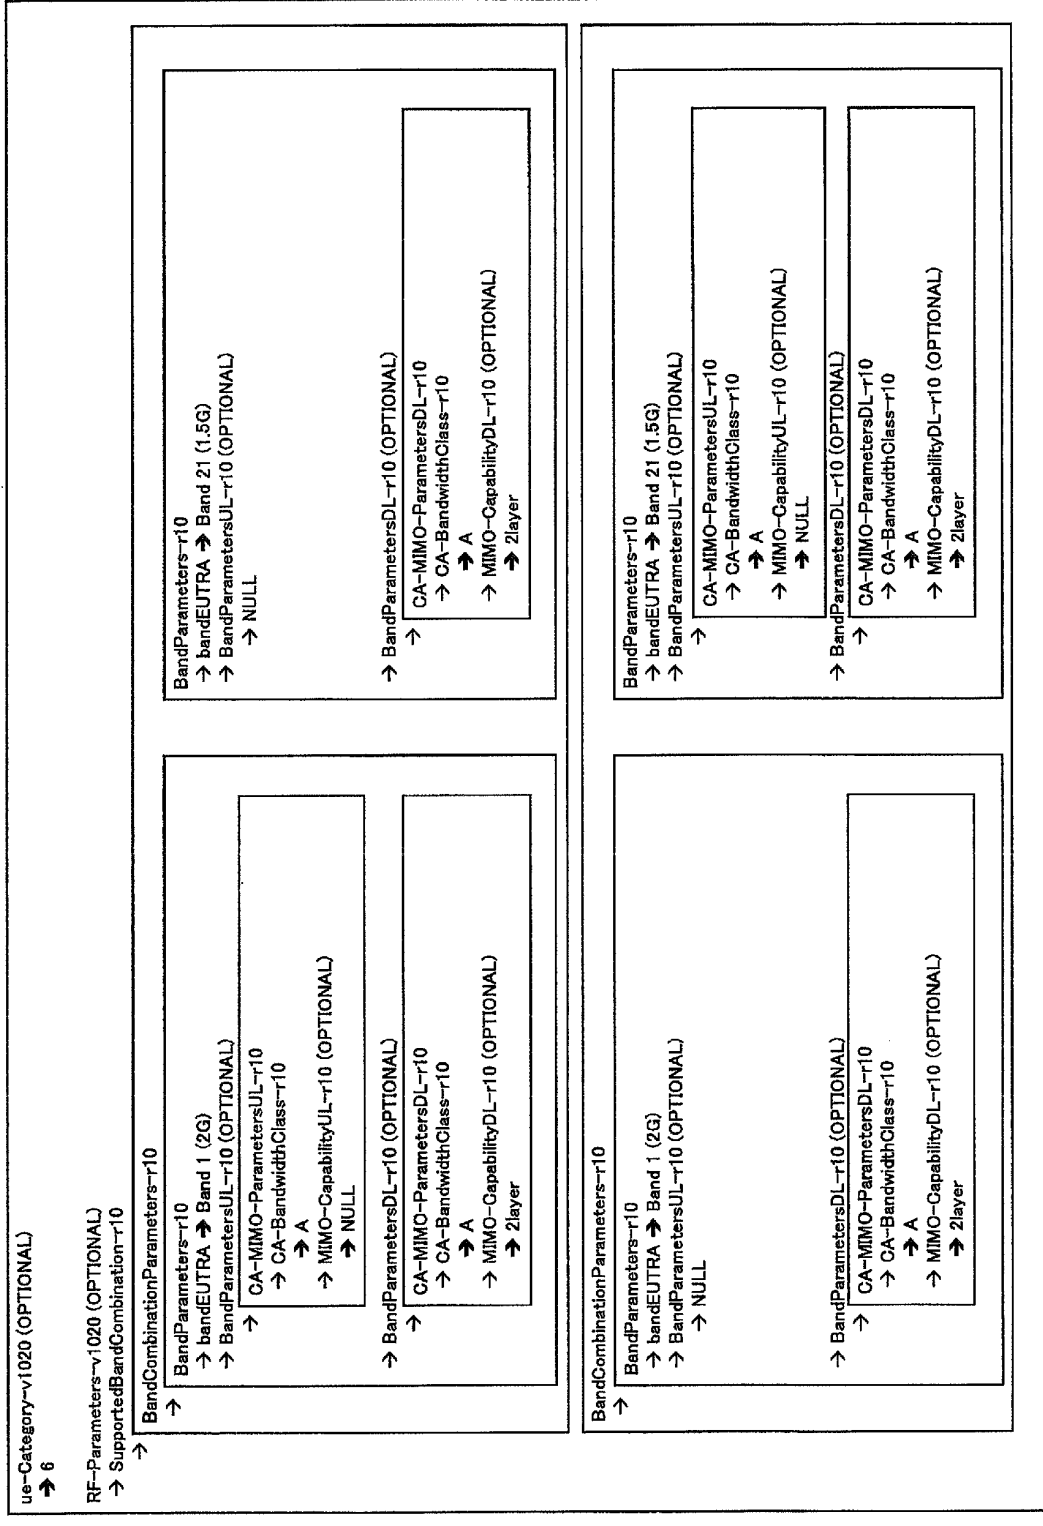 ue-Category-v1020 (OPTIONAL)
➔ 6
RF-Parameters-v1020 (OPTIONAL)
→ SupportedBandCombination-r10
→
BandCombinationParameters-r10
→
BandParameters-r10
→ bandEUTRA ➔ Band 1 (2G)
→ BandParametersUL-r10 (OPTIONAL)
→
CA-MIMO-ParametersUL-r10
→ CA-BandwidthClass-r10
➔ A
→ MIMO-CapabilityUL-r10 (OPTIONAL)
➔ NULL
→ BandParametersDL-r10 (OPTIONAL)
→
CA-MIMO-ParametersDL-r10
→ CA-BandwidthClass-r10
➔ A
→ MIMO-CapabilityDL-r10 (OPTIONAL)
➔ 2layer
BandParameters-r10
→ bandEUTRA ➔ Band 21 (1.5G)
→ BandParametersUL-r10 (OPTIONAL)
→ NULL
→ BandParametersDL-r10 (OPTIONAL)
→
CA-MIMO-ParametersDL-r10
→ CA-BandwidthClass-r10
➔ A
→ MIMO-CapabilityDL-r10 (OPTIONAL)
➔ 2layer
BandCombinationParameters-r10
→
BandParameters-r10
→ bandEUTRA ➔ Band 1 (2G)
→ BandParametersUL-r10 (OPTIONAL)
→ NULL
→ BandParametersDL-r10 (OPTIONAL)
→
CA-MIMO-ParametersDL-r10
→ CA-BandwidthClass-r10
➔ A
→ MIMO-CapabilityDL-r10 (OPTIONAL)
➔ 2layer
BandParameters-r10
→ bandEUTRA ➔ Band 21 (1.5G)
→ BandParametersUL-r10 (OPTIONAL)
→
CA-MIMO-ParametersUL-r10
→ CA-BandwidthClass-r10
➔ A
→ MIMO-CapabilityUL-r10 (OPTIONAL)
➔ NULL
→ BandParametersDL-r10 (OPTIONAL)
→
CA-MIMO-ParametersDL-r10
→ CA-BandwidthClass-r10
➔ A
→ MIMO-CapabilityDL-r10 (OPTIONAL)
➔ 2layer